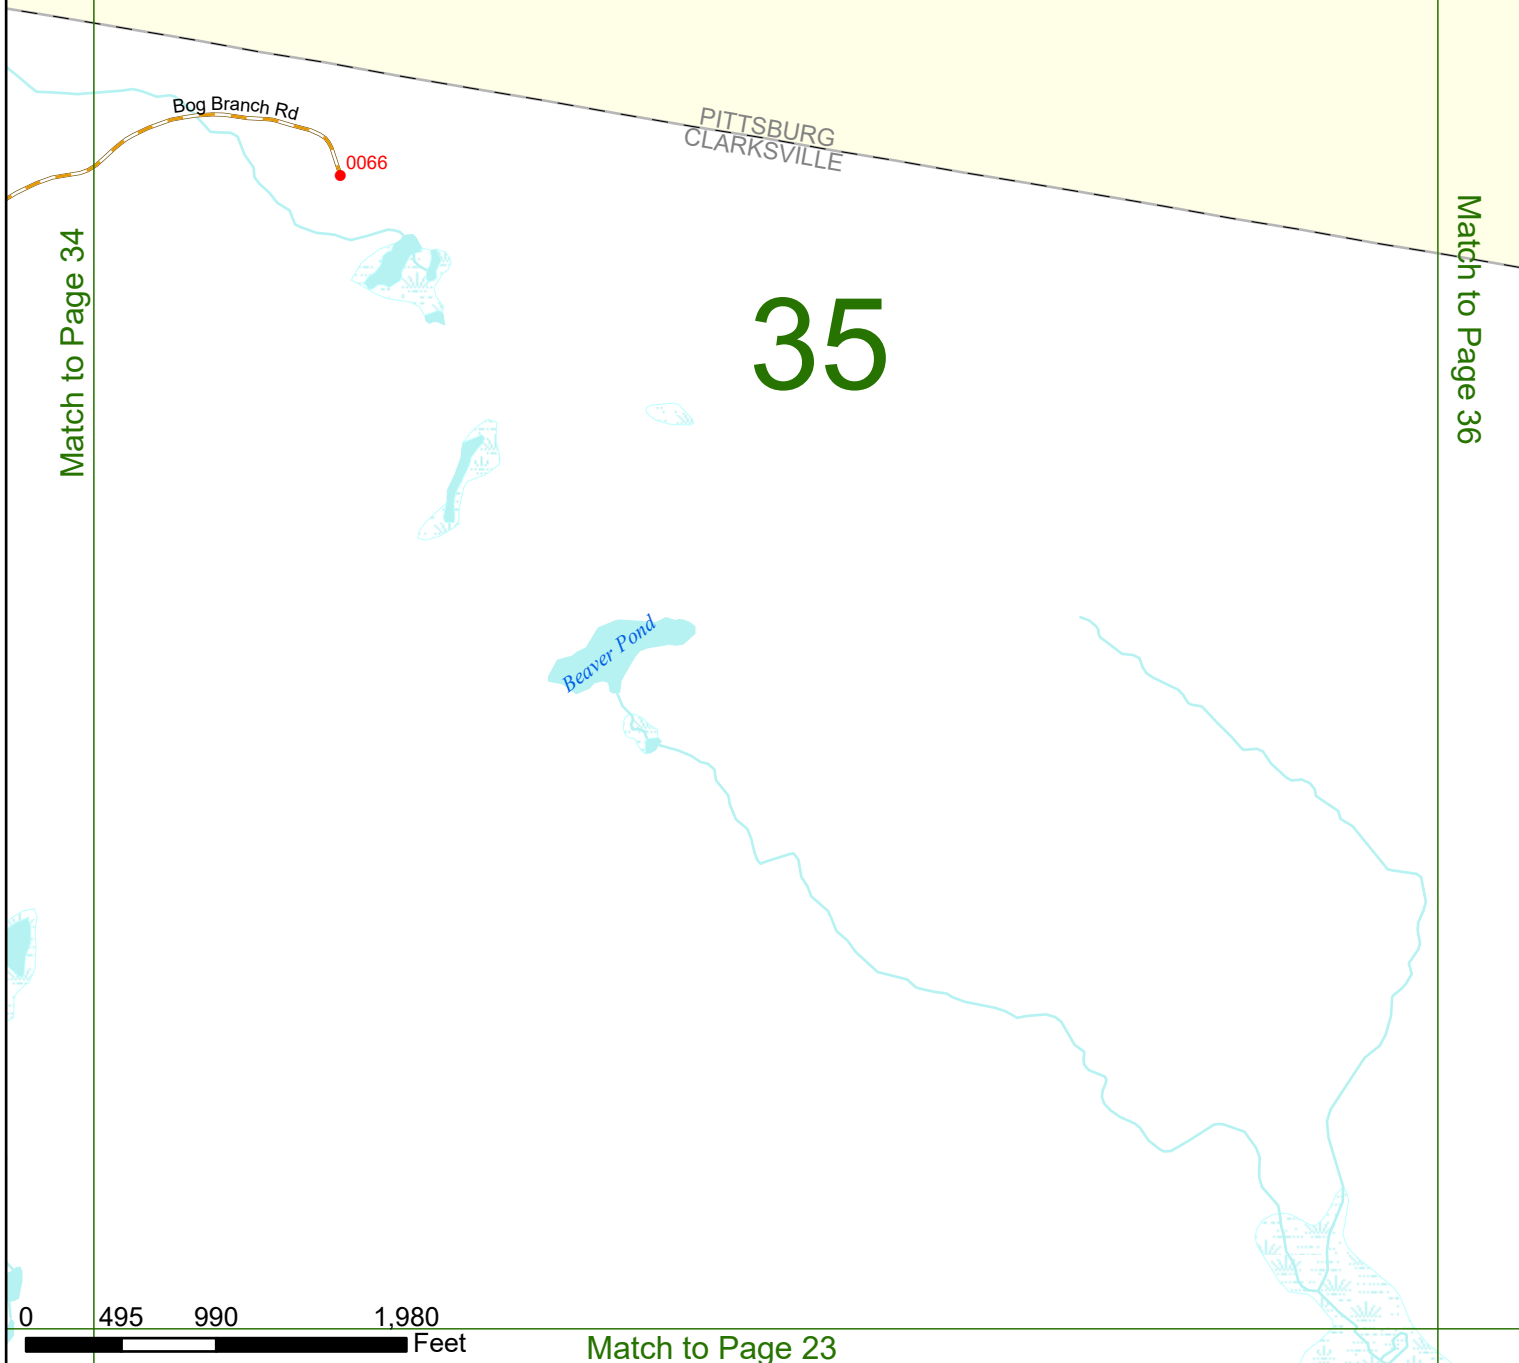 Bog Branch Rd
PITTSBURG
CLARKSVILLE
0066
Match to Page 34
Match to Page 36
35
Beaver Pond
0 495 990 1,980
Feet
Match to Page 23